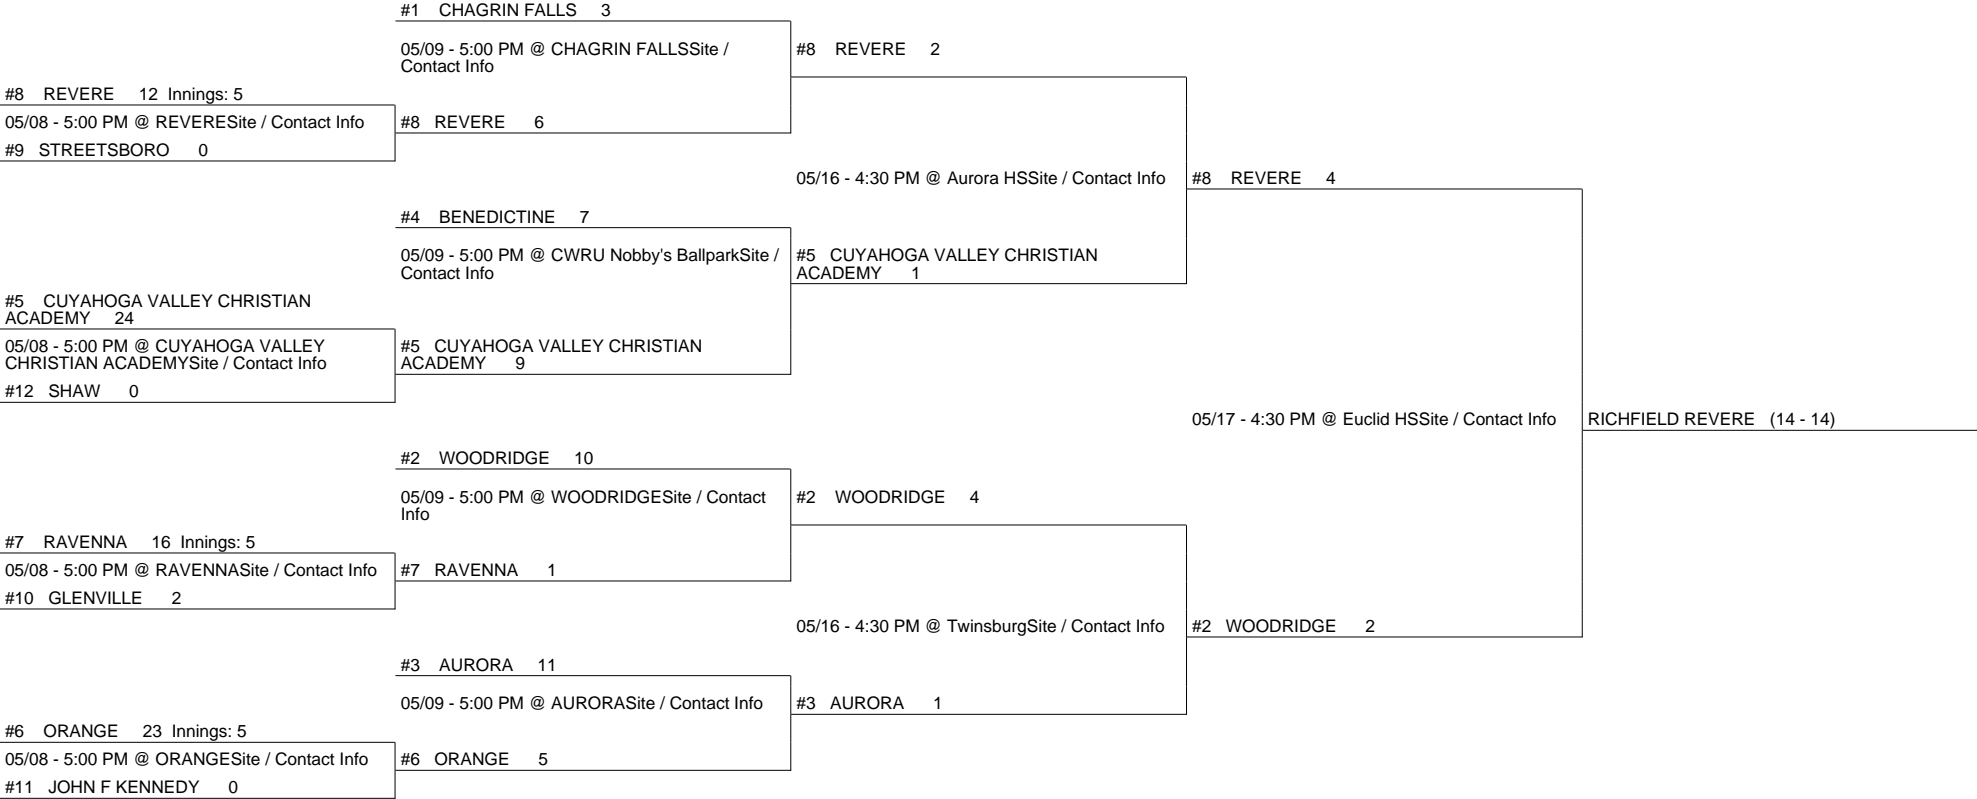 #1 CHAGRIN FALLS 3
05/09 - 5:00 PM @ CHAGRIN FALLSSite /
Contact Info
#8 REVERE 2
#8 REVERE 12 Innings: 5
05/08 - 5:00 PM @ REVERESite / Contact Info
#8 REVERE 6
#9 STREETSBORO 0
05/16 - 4:30 PM @ Aurora HSSite / Contact Info
#8 REVERE 4
#4 BENEDICTINE 7
05/09 - 5:00 PM @ CWRU Nobby's BallparkSite /
Contact Info
#5 CUYAHOGA VALLEY CHRISTIAN
ACADEMY 1
#5 CUYAHOGA VALLEY CHRISTIAN
ACADEMY 24
05/08 - 5:00 PM @ CUYAHOGA VALLEY
CHRISTIAN ACADEMYSite / Contact Info
#5 CUYAHOGA VALLEY CHRISTIAN
ACADEMY 9
#12 SHAW 0
05/17 - 4:30 PM @ Euclid HSSite / Contact Info
RICHFIELD REVERE (14 - 14)
#2 WOODRIDGE 10
05/09 - 5:00 PM @ WOODRIDGESite / Contact
Info
#2 WOODRIDGE 4
#7 RAVENNA 16 Innings: 5
05/08 - 5:00 PM @ RAVENNASite / Contact Info
#7 RAVENNA 1
#10 GLENVILLE 2
05/16 - 4:30 PM @ TwinsburgSite / Contact Info
#2 WOODRIDGE 2
#3 AURORA 11
05/09 - 5:00 PM @ AURORASite / Contact Info
#3 AURORA 1
#6 ORANGE 23 Innings: 5
05/08 - 5:00 PM @ ORANGESite / Contact Info
#6 ORANGE 5
#11 JOHN F KENNEDY 0